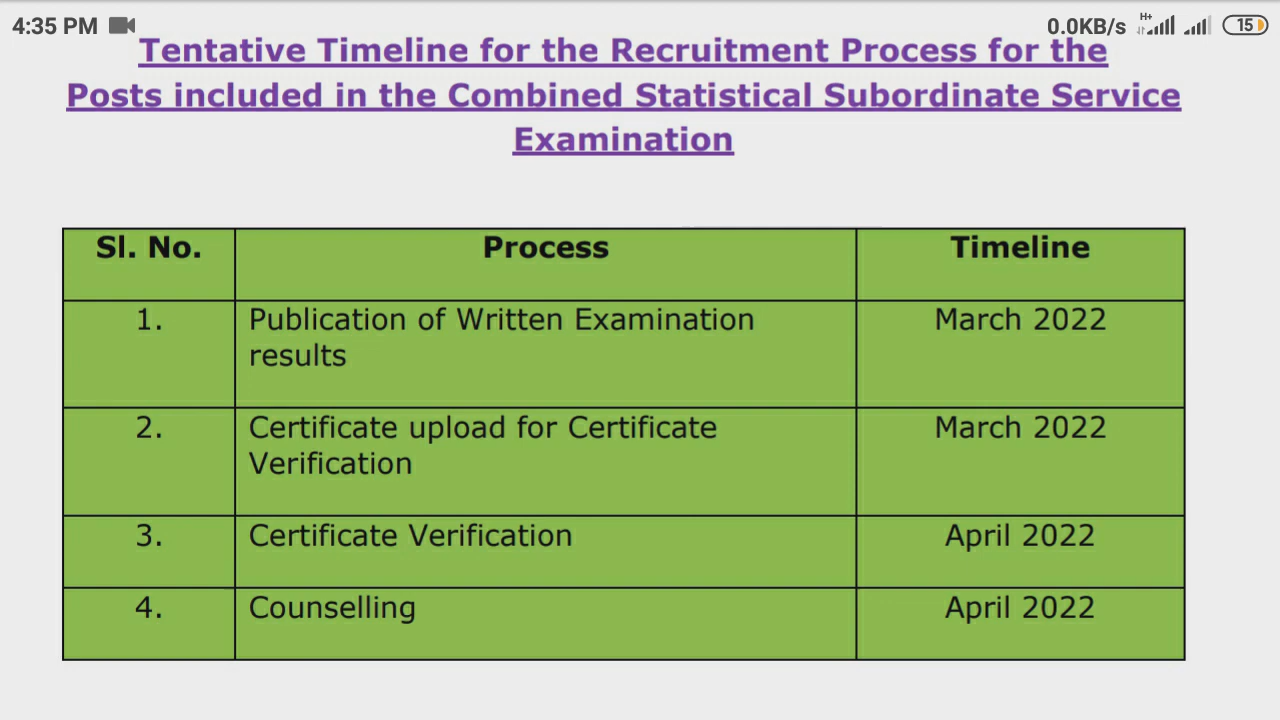 4:35 PM
0.0KB/s H+ 15
Tentative Timeline for the Recruitment Process for the
Posts included in the Combined Statistical Subordinate Service
Examination
Sl. No. Process Timeline
1. Publication of Written Examination March 2022
results
2. Certificate upload for Certificate March 2022
Verification
3. Certificate Verification April 2022
4. Counselling April 2022